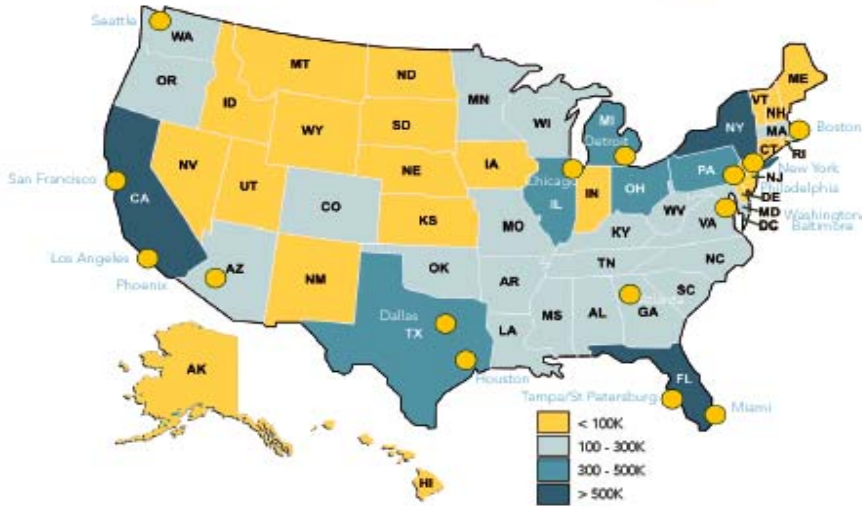 Seattle
WA
MT
ND
ME
OR
MN
VT
NH
ID
WI
MI
NY
MA
Boston
SD
WY
Detroit
CT
RI
IA
PA
New York
San Francisco
NV
NE
Chicago
NJ
Philadelphia
UT
IL
IN
OH
DE
CA
CO
WV
MD
Washington
KS
MO
VA
DC
Baltimore
KY
Los Angeles
NC
AZ
OK
TN
Phoenix
NM
AR
SC
Atlanta
Dallas
MS
AL
GA
TX
LA
AK
Houston
FL
Tampa/St Patersburg
Miami
< 100K
100 - 300K
300 - 500K
HI
> 500K